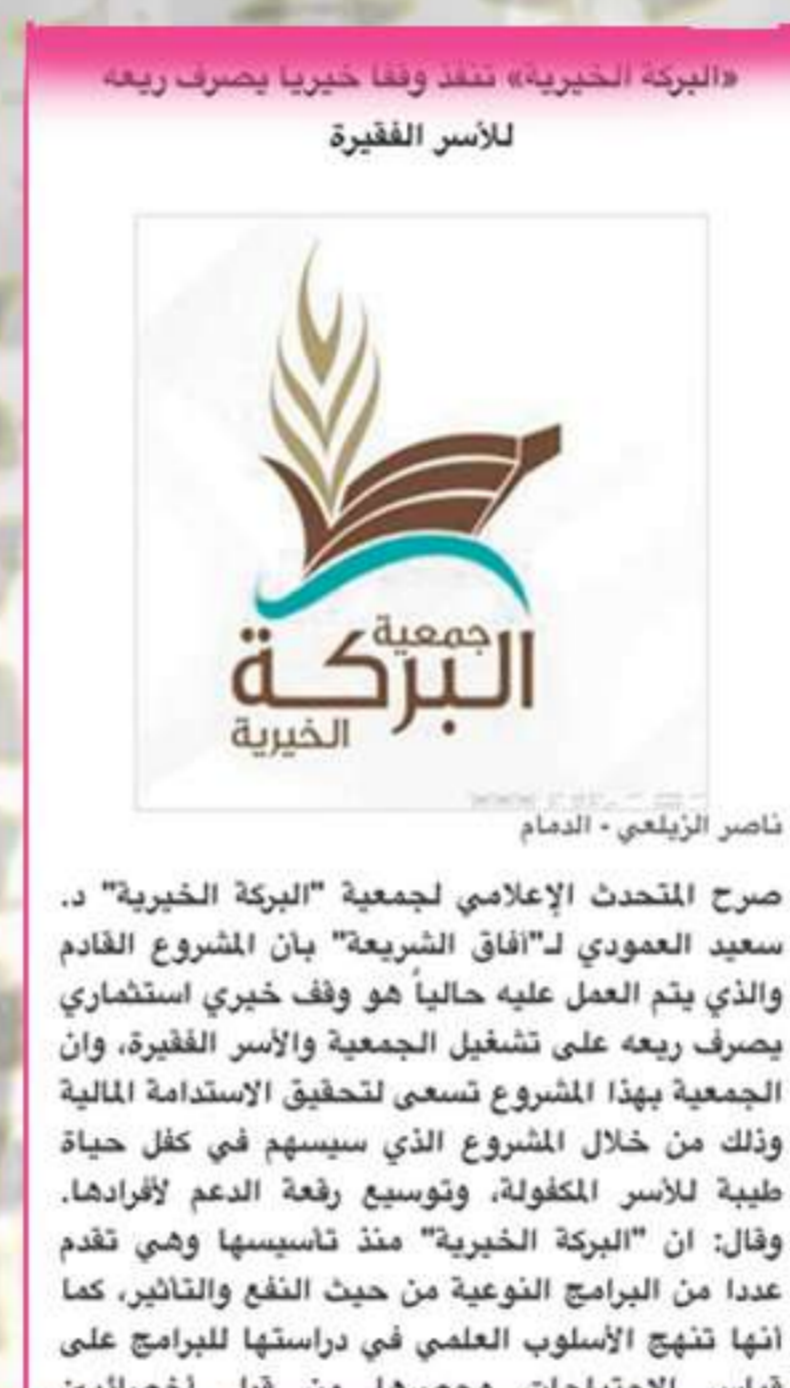 «البركة الخيرية» تنفذ وقفا خيريا يصرف ريعه
للأسر الفقيرة
جمعية
البركة
الخيرية
ناصر الزيلعي - الدمام
صرح المتحدث الإعلامي لجمعية "البركة الخيرية" د.
سعيد العمودي لـ"آفاق الشريعة" بأن المشروع القادم
والذي يتم العمل عليه حالياً هو وقف خيري استثماري
يصرف ريعه على تشغيل الجمعية والأسر الفقيرة، وان
الجمعية بهذا المشروع تسعى لتحقيق الاستدامة المالية
وذلك من خلال المشروع الذي سيسهم في كفل حياة
طيبة للأسر المكفولة، وتوسيع رقعة الدعم لأفرادها.
وقال: ان "البركة الخيرية" منذ تأسيسها وهي تقدم
عددا من البرامج النوعية من حيث النفع والتأثير، كما
أنها تنهج الأسلوب العلمي في دراستها للبرامج على